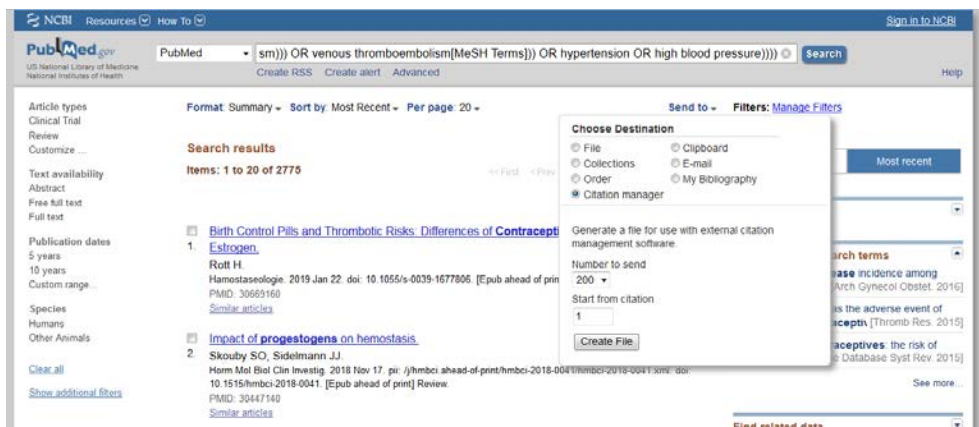 NCBI Resources How To Sign in to NCBI
PubMed.gov
US National Library of Medicine
National Institutes of Health
PubMed sm))) OR venous thromboembolism[MeSH Terms])) OR hypertension OR high blood pressure)))) Search
Create RSS Create alert Advanced Help
Article types
Clinical Trial
Review
Customize ...
Text availability
Abstract
Free full text
Full text
Publication dates
5 years
10 years
Custom range...
Species
Humans
Other Animals
Clear all
Show additional filters
Format: Summary Sort by: Most Recent Per page: 20 Send to Filters: Manage Filters
Search results
Items: 1 to 20 of 2775 << First < Prev
Birth Control Pills and Thrombotic Risks: Differences of Contracepti
1. Estrogen.
Rott H.
Hamostaseologie. 2019 Jan 22. doi: 10.1055/s-0039-1677806. [Epub ahead of prin
PMID: 30669160
Similar articles
Impact of progestogens on hemostasis.
2. Skouby SO, Sidelmann JJ.
Horm Mol Biol Clin Investig. 2018 Nov 17. pii: /j/hmbci.ahead-of-print/hmbci-2018-0041/hmbci-2018-0041.xml. doi:
10.1515/hmbci-2018-0041. [Epub ahead of print] Review.
PMID: 30447140
Similar articles
Choose Destination
File Clipboard
Collections E-mail
Order My Bibliography
Citation manager
Generate a file for use with external citation
management software.
Number to send
200
Start from citation
1
Create File
Most recent
arch terms
ease incidence among
Arch Gynecol Obstet. 2016]
is the adverse event of
aceptiv [Thromb Res. 2015]
raceptives: the risk of
e Database Syst Rev. 2015]
See more...
Find related data